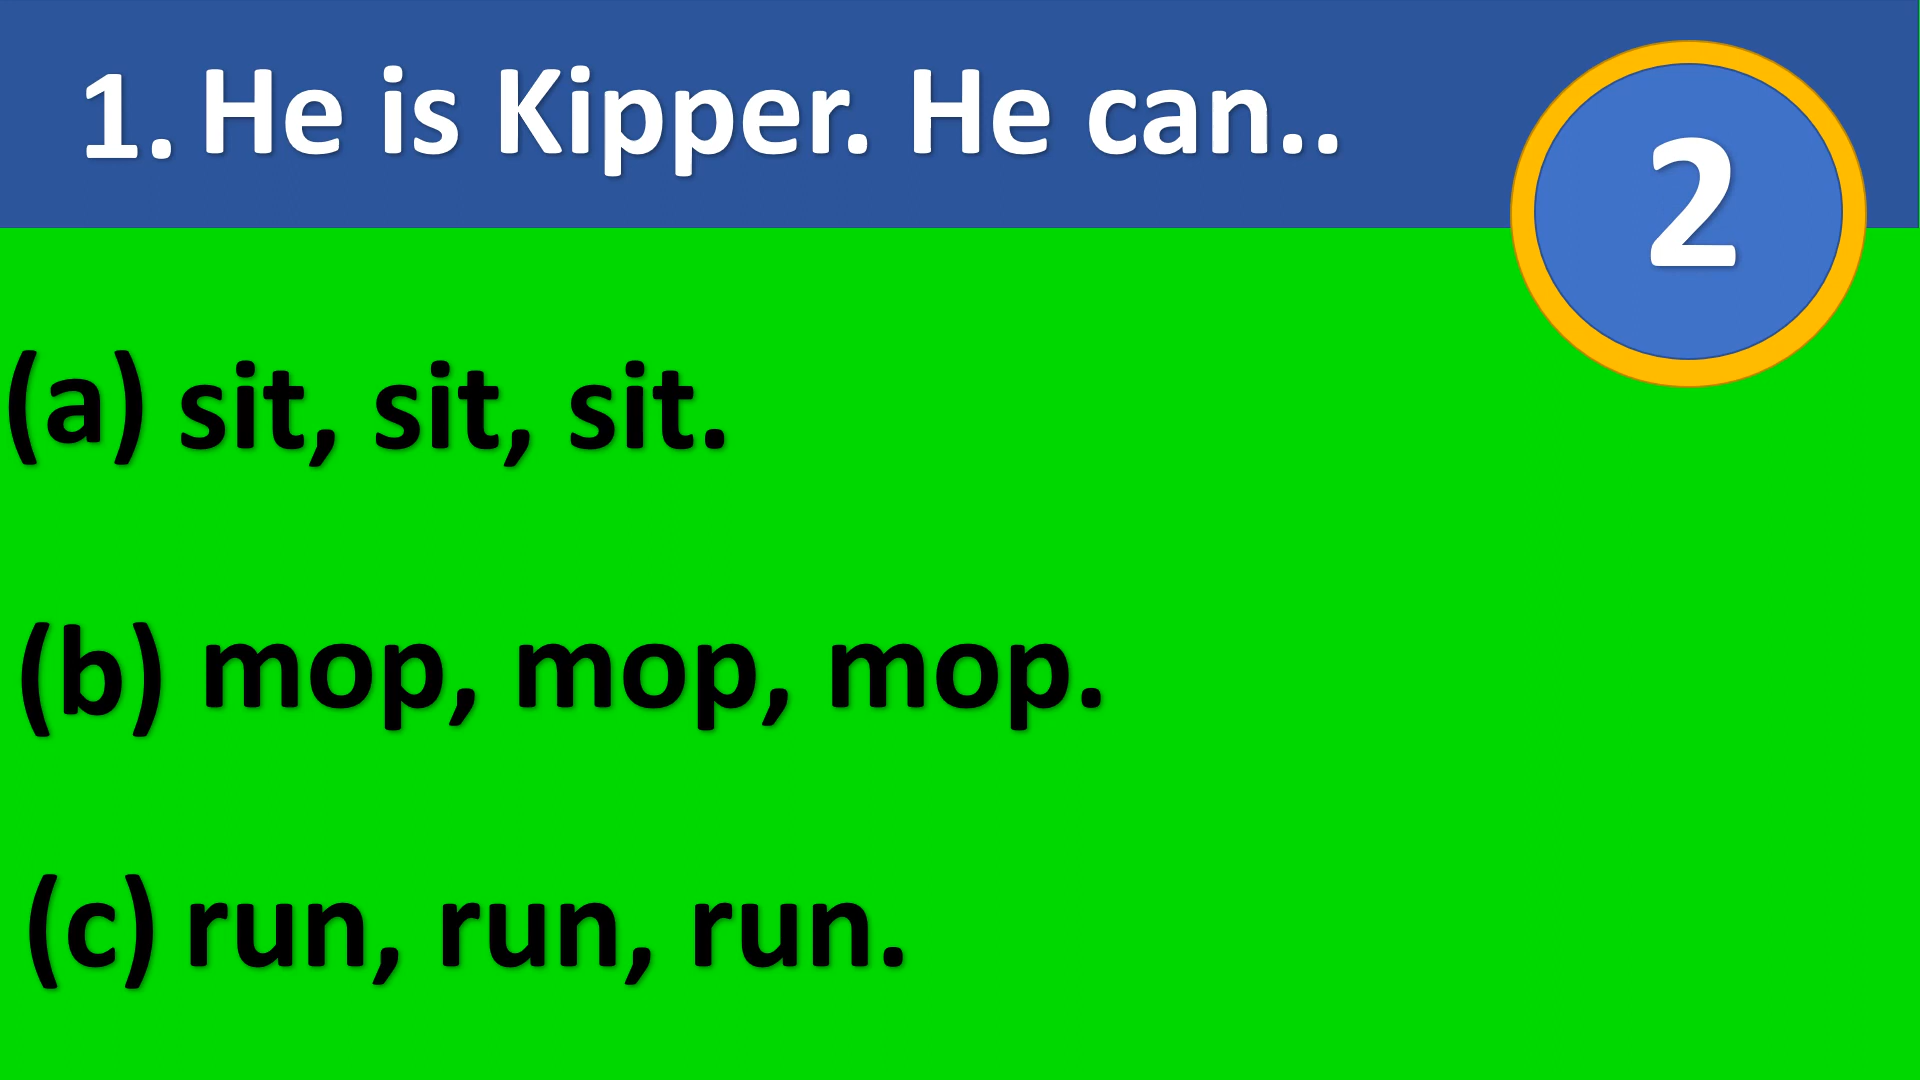 1. He is Kipper. He can..
2
(a) sit, sit, sit.
(b) mop, mop, mop.
(c) run, run, run.